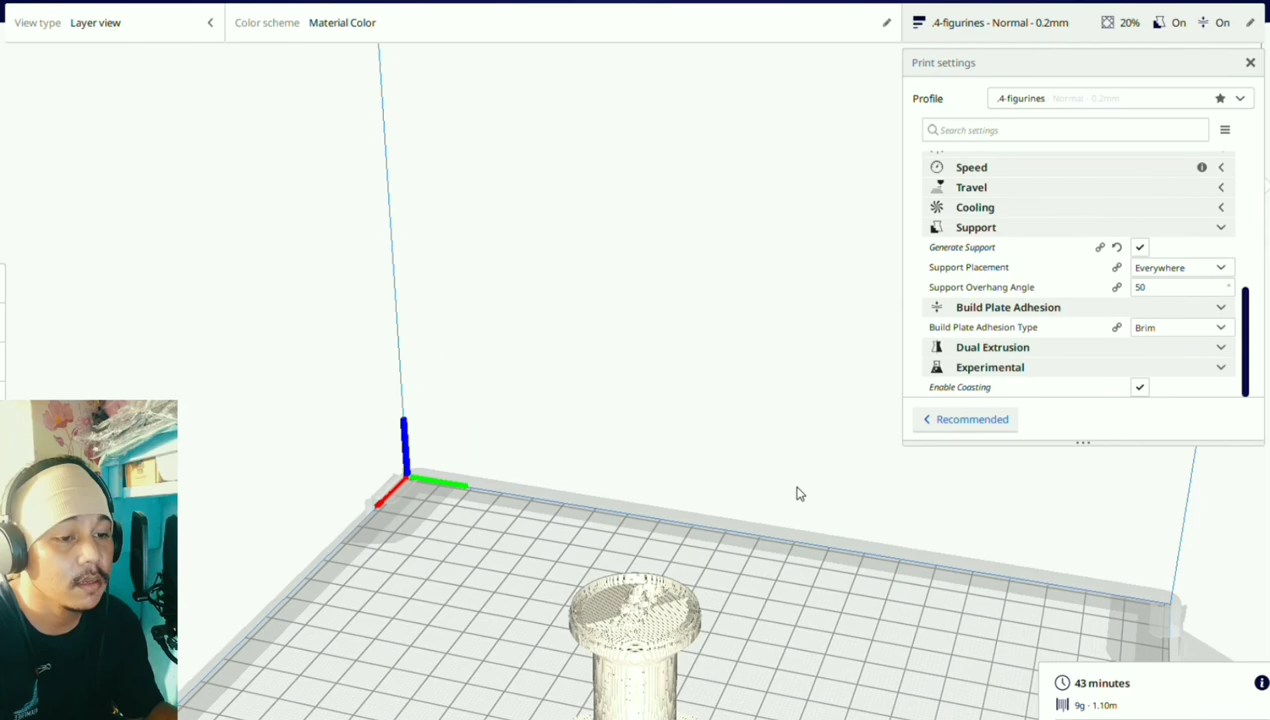 View type Layer view
Color scheme Material Color
.4-figurines - Normal - 0.2mm 20% On On
Print settings
Profile .4-figurines Normal 0.2mm
Search settings
Speed
Travel
Cooling
Support
Generate Support
Support Placement Everywhere
Support Overhang Angle 50 °
Build Plate Adhesion
Build Plate Adhesion Type Brim
Dual Extrusion
Experimental
Enable Coasting
Recommended
43 minutes
9g · 1.10m